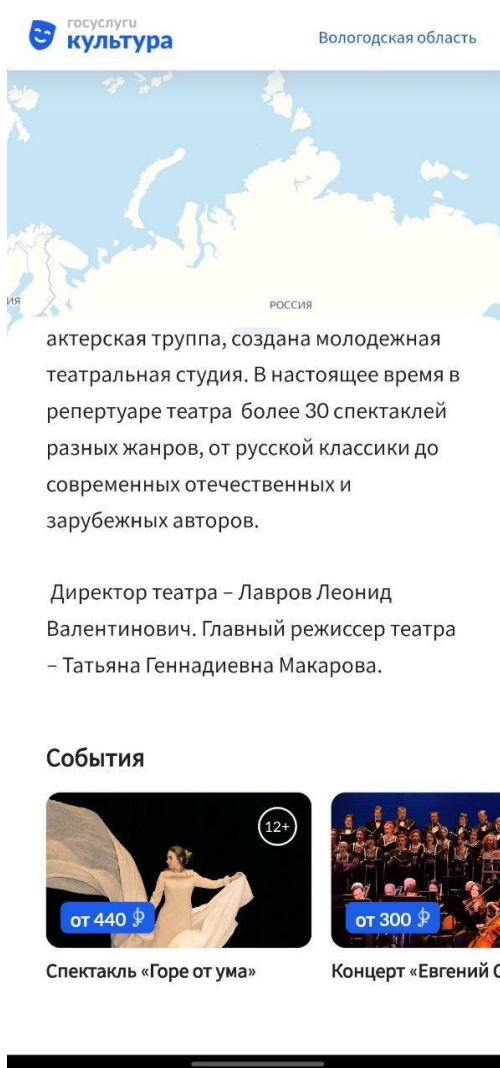 госуслуги
культура
Вологодская область
ИЯ
РОССИЯ
актерская труппа, создана молодежная
театральная студия. В настоящее время в
репертуаре театра  более 30 спектаклей
разных жанров, от русской классики до
современных отечественных и
зарубежных авторов.
Директор театра – Лавров Леонид
Валентинович. Главный режиссер театра
– Татьяна Геннадиевна Макарова.
События
12+
от 440 ₽
от 300 ₽
Спектакль «Горе от ума»
Концерт «Евгений